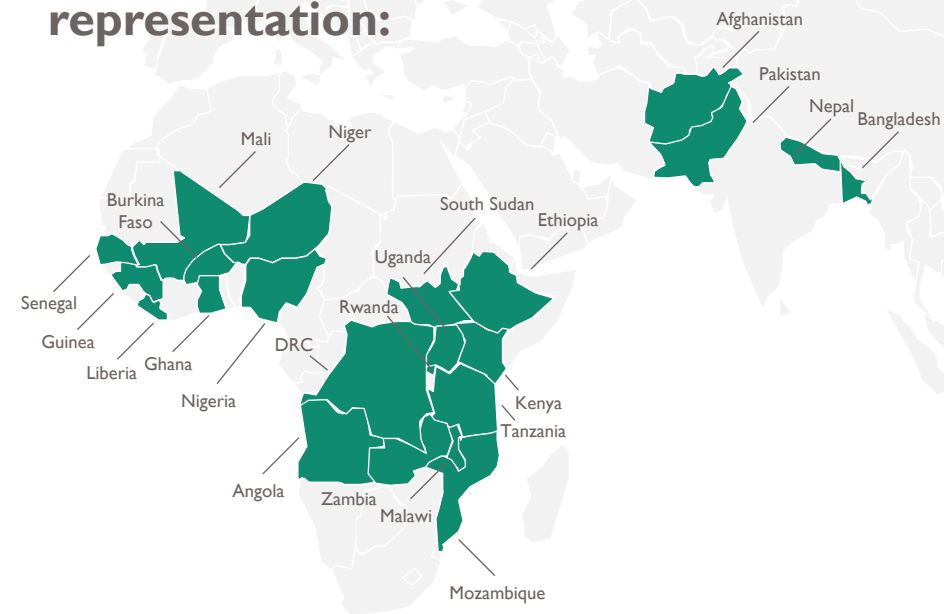 representation:
Afghanistan
Pakistan
Nepal
Bangladesh
Niger
Mali
Burkina
Faso
South Sudan
Ethiopia
Uganda
Rwanda
Senegal
Guinea
Liberia
Ghana
DRC
Nigeria
Kenya
Tanzania
Angola
Zambia
Malawi
Mozambique